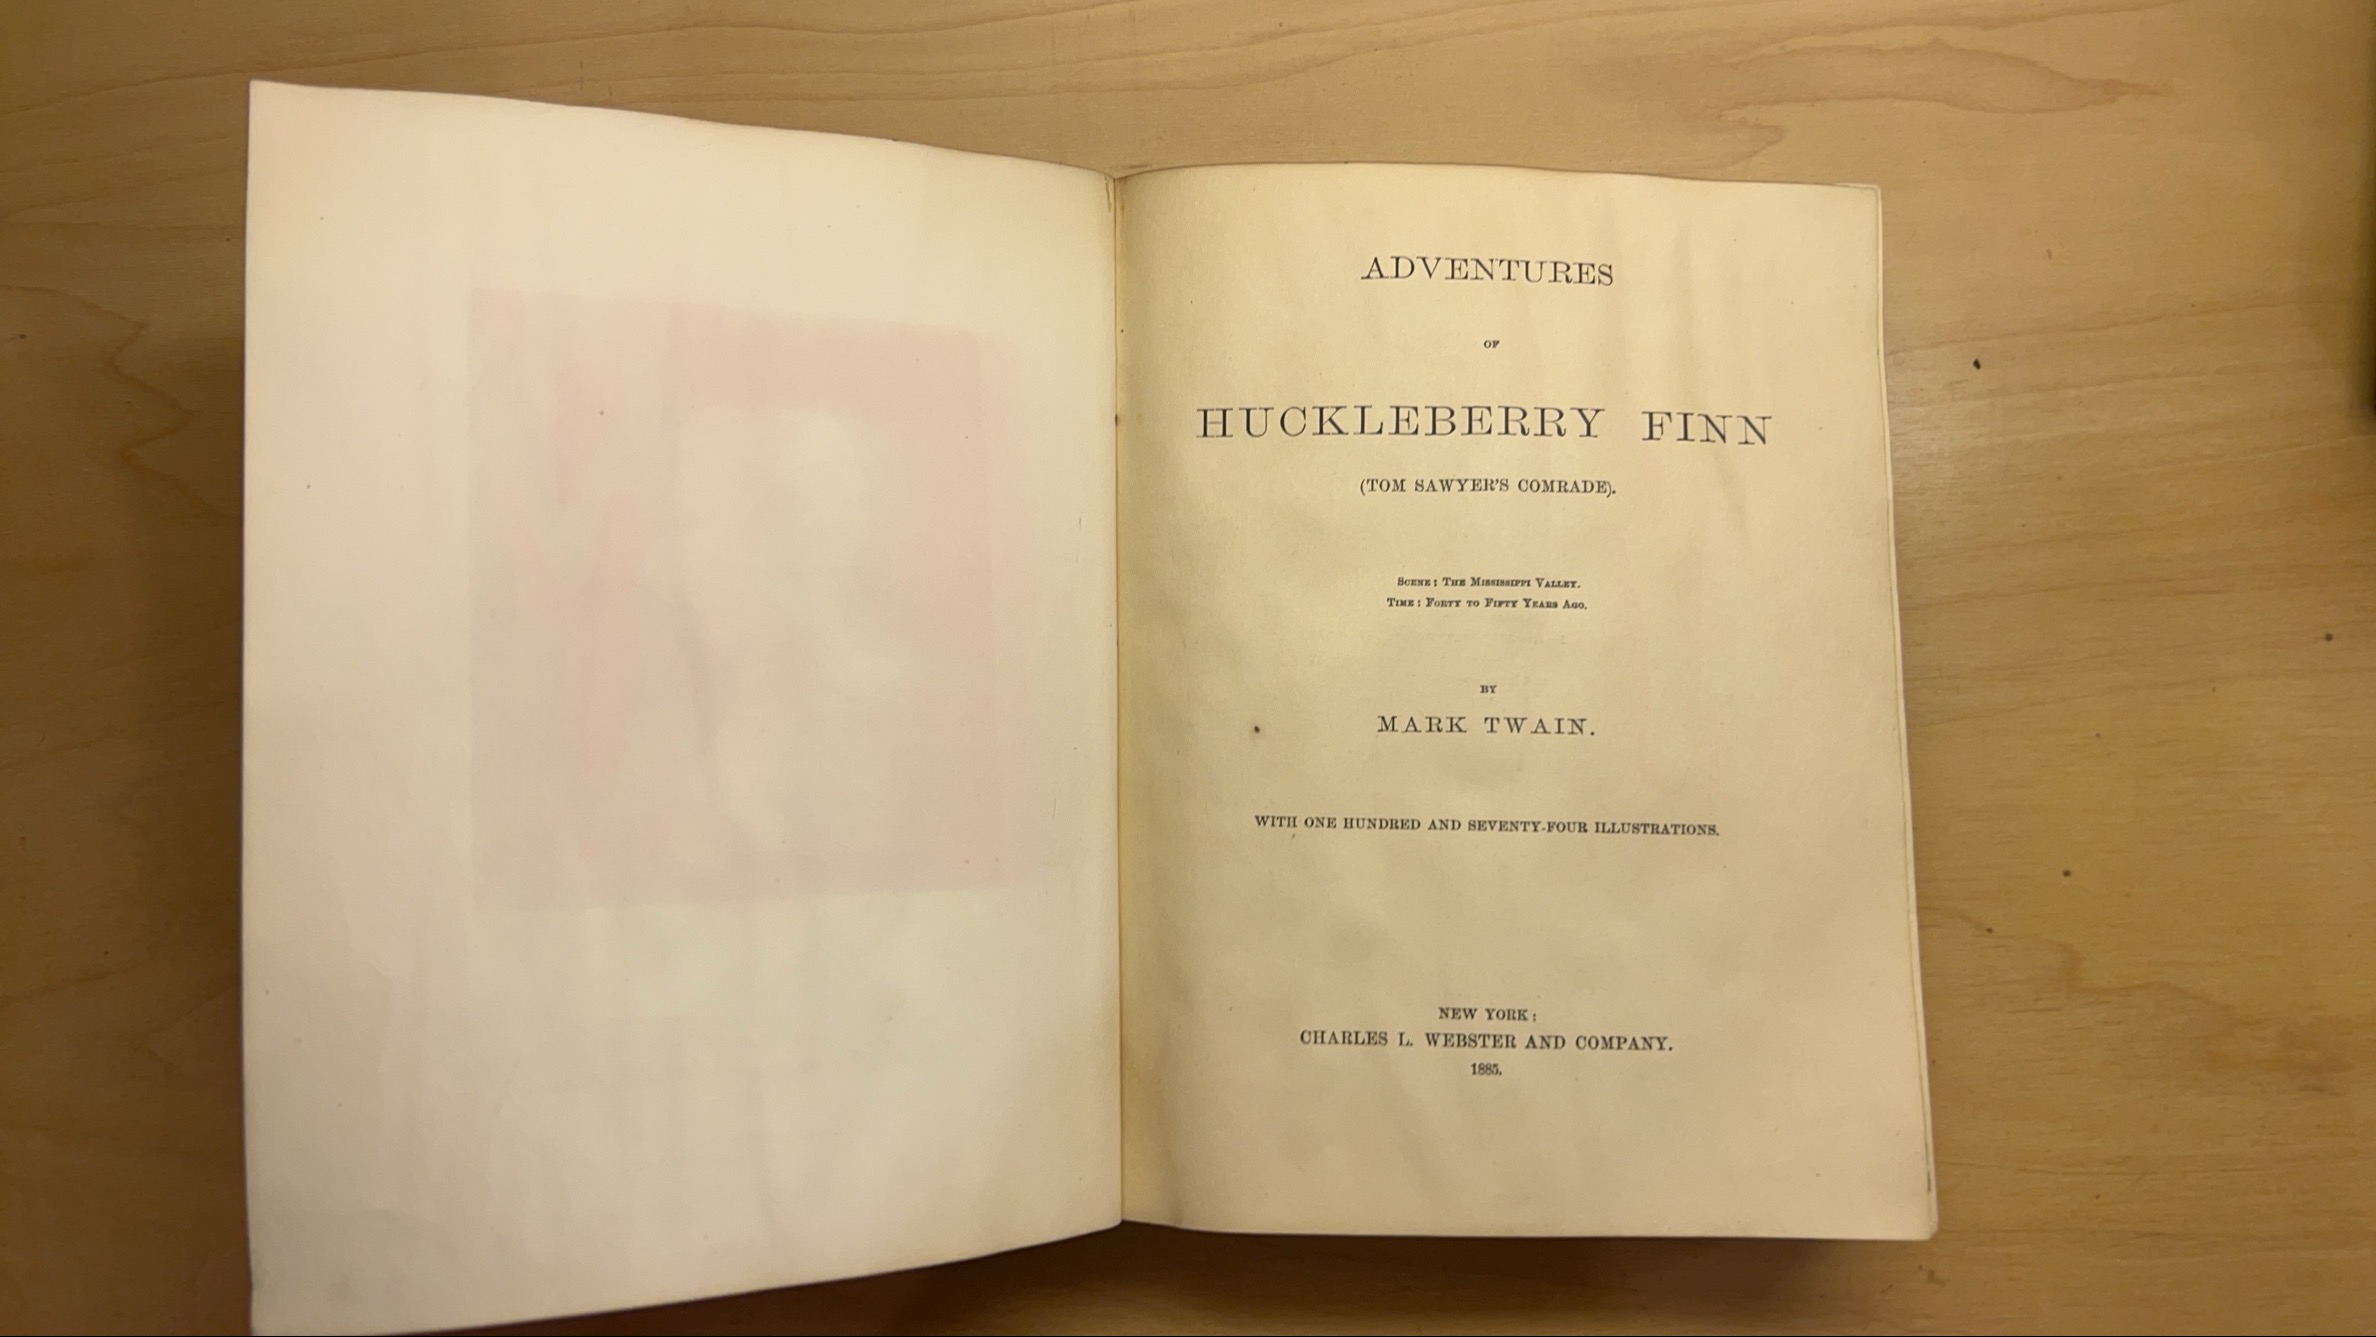 ADVENTURES
OF
HUCKLEBERRY FINN
(TOM SAWYER'S COMRADE).
SCENE: THE MISSISSIPPI VALLEY.
TIME: FORTY TO FIFTY YEARS AGO.
BY
MARK TWAIN.
WITH ONE HUNDRED AND SEVENTY-FOUR ILLUSTRATIONS.
NEW YORK:
CHARLES L. WEBSTER AND COMPANY.
1885.